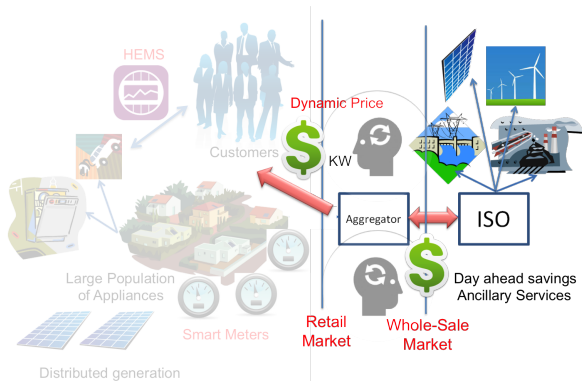 HEMS
Customers
Dynamic Price
$
KW
Aggregator
ISO
$
Day ahead savings
Ancillary Services
Large Population
of Appliances
Smart Meters
Retail
Market
Whole-Sale
Market
Distributed generation